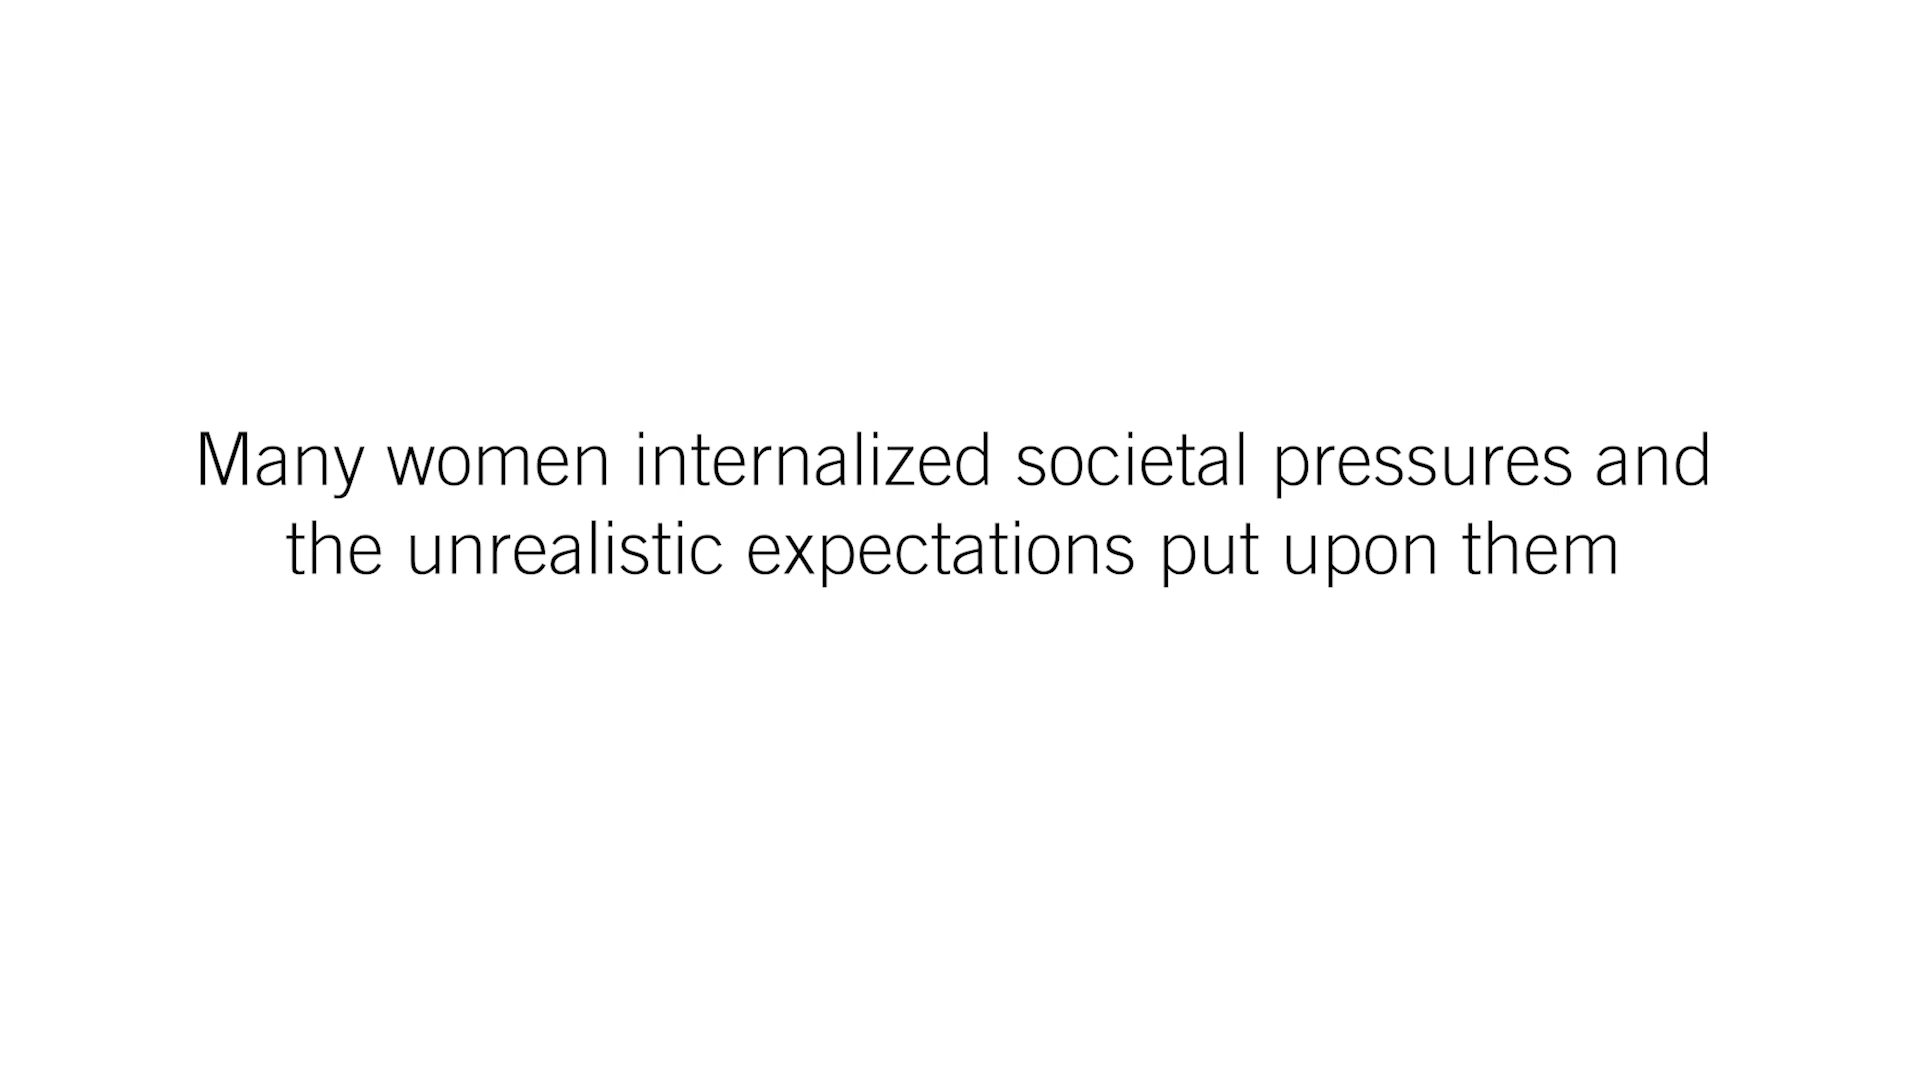 Many women internalized societal pressures and
the unrealistic expectations put upon them